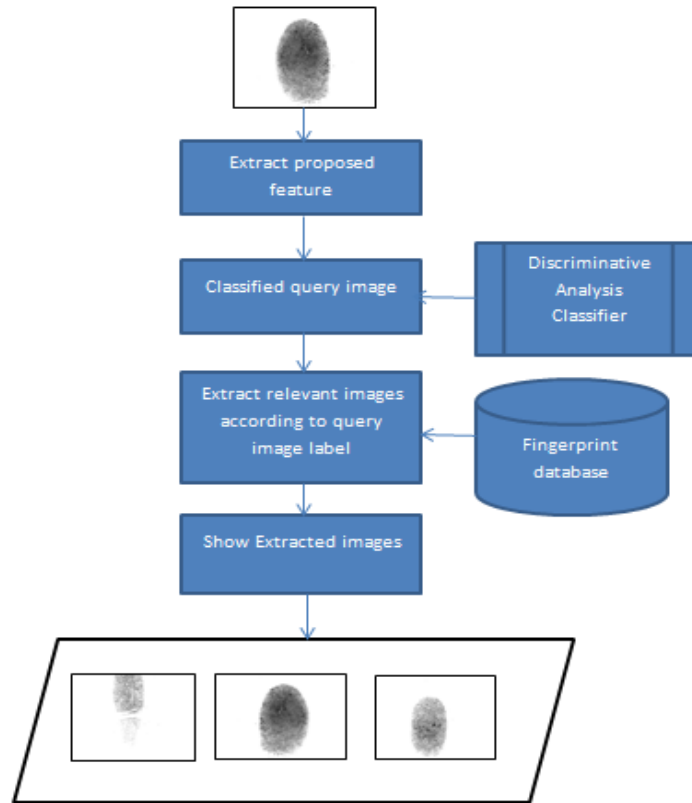 Extract proposed
feature
Classified query image
Discriminative
Analysis
Classifier
Extract relevant images
according to query
image label
Fingerprint
database
Show Extracted images